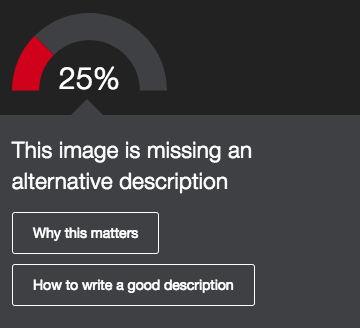 25%
This image is missing an
alternative description
Why this matters
How to write a good description